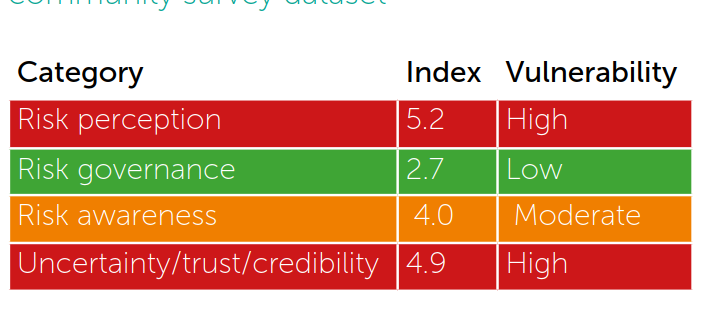 community survey dataset
Category Index Vulnerability
Risk perception 5.2 High
Risk governance 2.7 Low
Risk awareness 4.0 Moderate
Uncertainty/trust/credibility 4.9 High